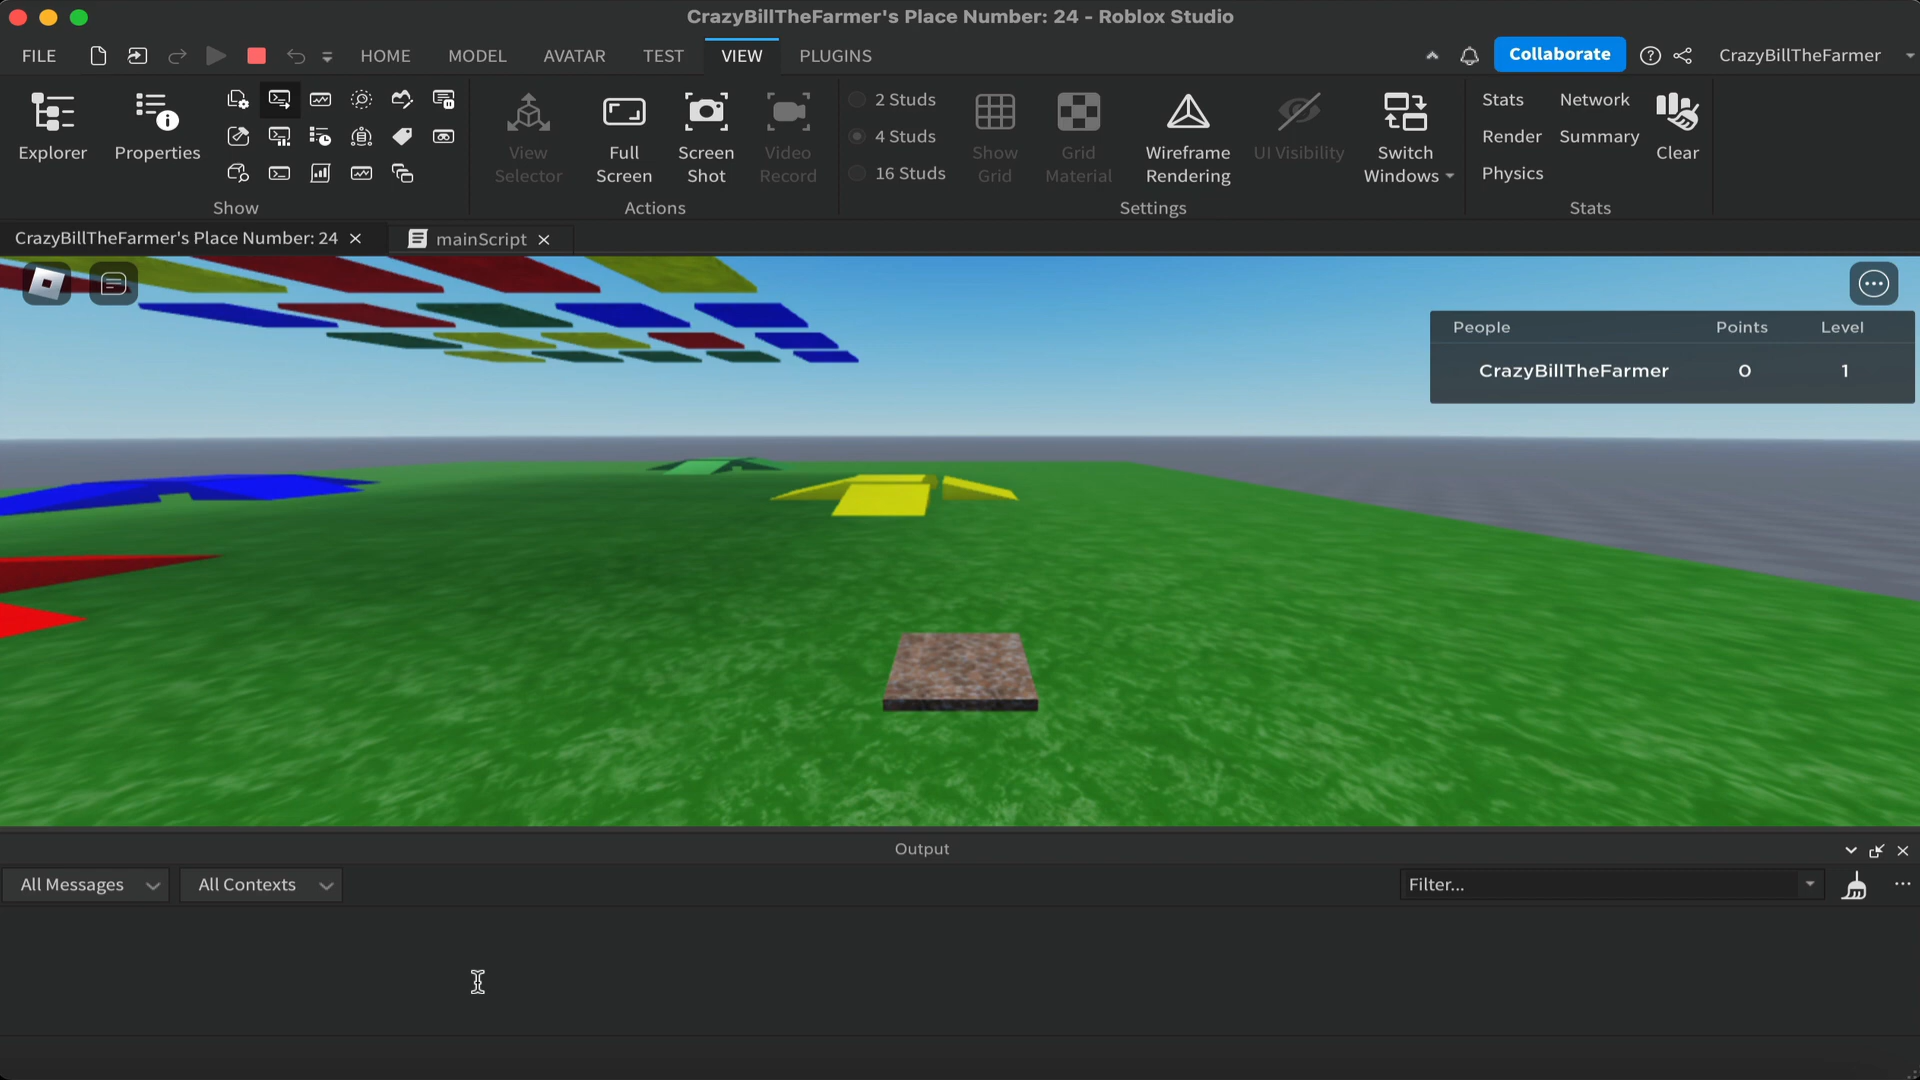 CrazyBillTheFarmer's Place Number: 24 - Roblox Studio
FILE HOME MODEL AVATAR TEST VIEW PLUGINS Collaborate CrazyBillTheFarmer
Explorer
Properties
Show
View
Selector
Full
Screen
Screen
Shot
Video
Record
Actions
2 Studs
4 Studs
16 Studs
Show
Grid
Grid
Material
Wireframe
Rendering
UI Visibility
Switch
Windows
Settings
Stats Network
Render Summary
Physics
Clear
Stats
CrazyBillTheFarmer's Place Number: 24 mainScript
People Points Level
CrazyBillTheFarmer 0 1
Output
All Messages All Contexts Filter...